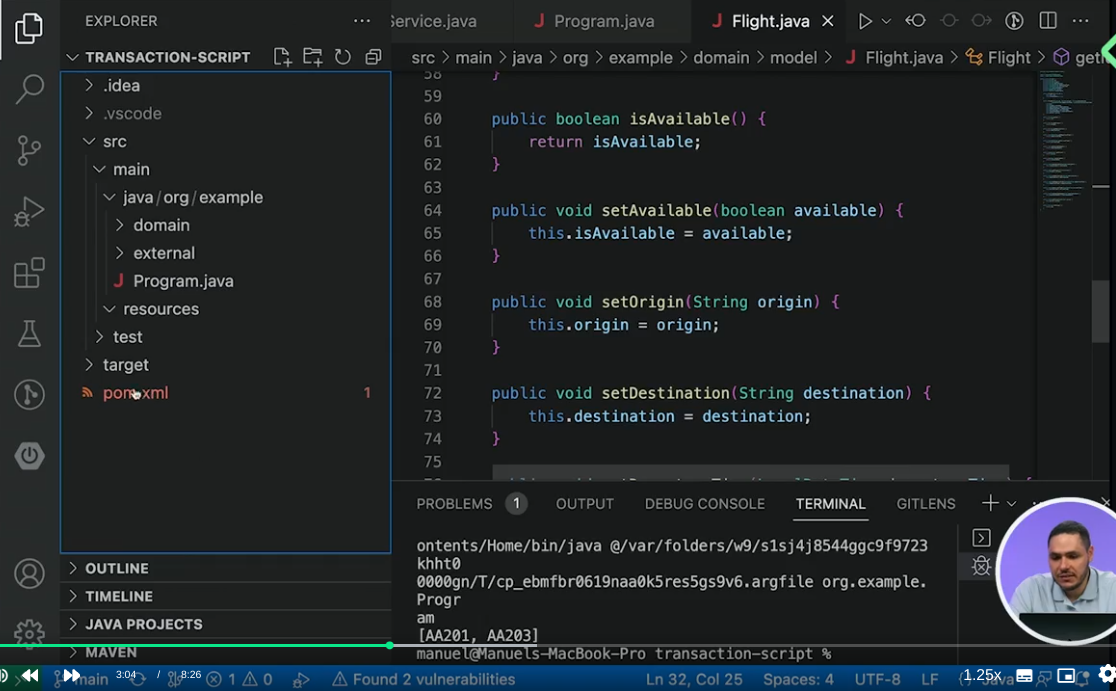 EXPLORER
Service.java
Program.java
Flight.java
TRANSACTION-SCRIPT
src > main > java > org > example > domain > model > Flight.java > Flight >
.idea
.vscode
src
main
java/org/example
domain
external
Program.java
resources
test
target
pom.xml 1
58 }
59
60 public boolean isAvailable() {
61 return isAvailable;
62 }
63
64 public void setAvailable(boolean available) {
65 this.isAvailable = available;
66 }
67
68 public void setOrigin(String origin) {
69 this.origin = origin;
70 }
71
72 public void setDestination(String destination) {
73 this.destination = destination;
74 }
75
PROBLEMS 1 OUTPUT DEBUG CONSOLE TERMINAL GITLENS
ontents/Home/bin/java @/var/folders/w9/s1sj4j8544ggc9f9723
khht0
0000gn/T/cp_ebmfbr0619naa0k5res5gs9v6.argfile org.example.
Progr
am
[AA201, AA203]
manuel@Manuels-MacBook-Pro transaction-script %
OUTLINE
TIMELINE
JAVA PROJECTS
MAVEN
3:04 / 8:26
main
1 0
Found 2 vulnerabilities
Ln 32, Col 25 Spaces: 4 UTF-8 LF
1.25x